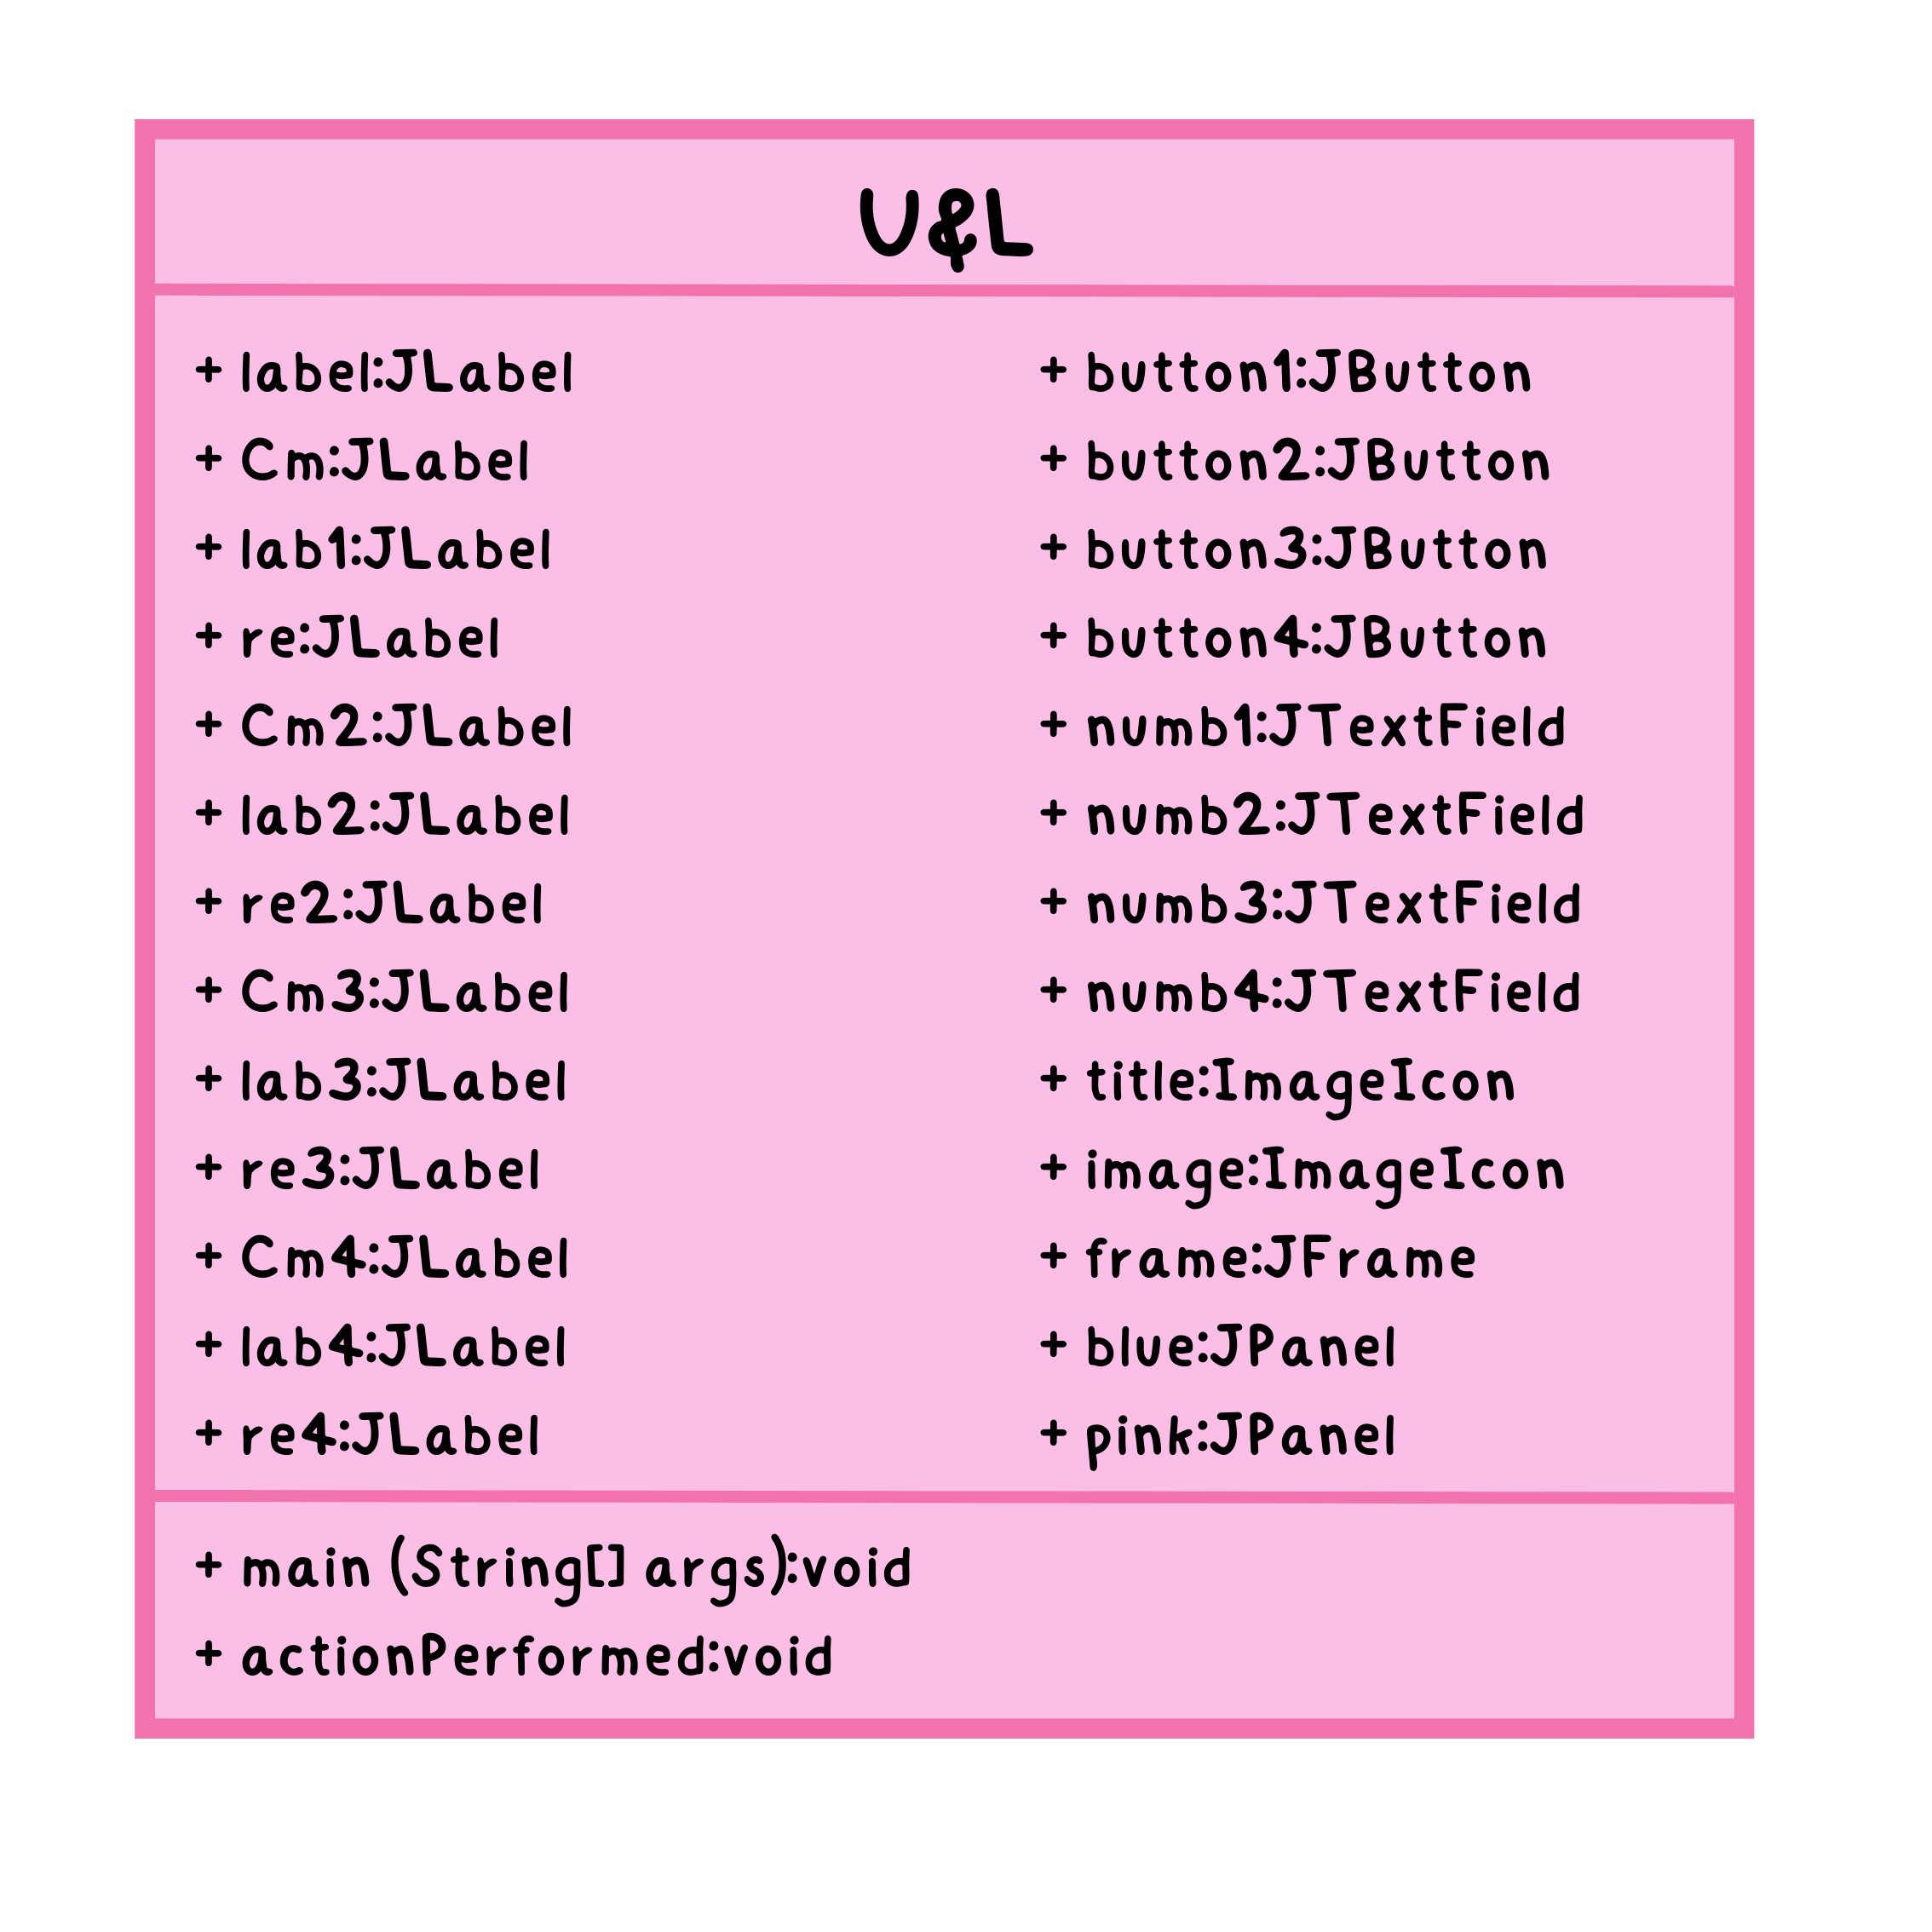 U&L
+ label:JLabel
+ Cm:JLabel
+ lab1:JLabel
+ re:JLabel
+ Cm2:JLabel
+ lab2:JLabel
+ re2:JLabel
+ Cm3:JLabel
+ lab3:JLabel
+ re3:JLabel
+ Cm4:JLabel
+ lab4:JLabel
+ re4:JLabel
+ button1:JButton
+ button2:JButton
+ button3:JButton
+ button4:JButton
+ numb1:JTextField
+ numb2:JTextField
+ numb3:JTextField
+ numb4:JTextField
+ title:ImageIcon
+ image:ImageIcon
+ frame:JFrame
+ blue:JPanel
+ pink:JPanel
+ main (String[] args):void
+ actionPerformed:void